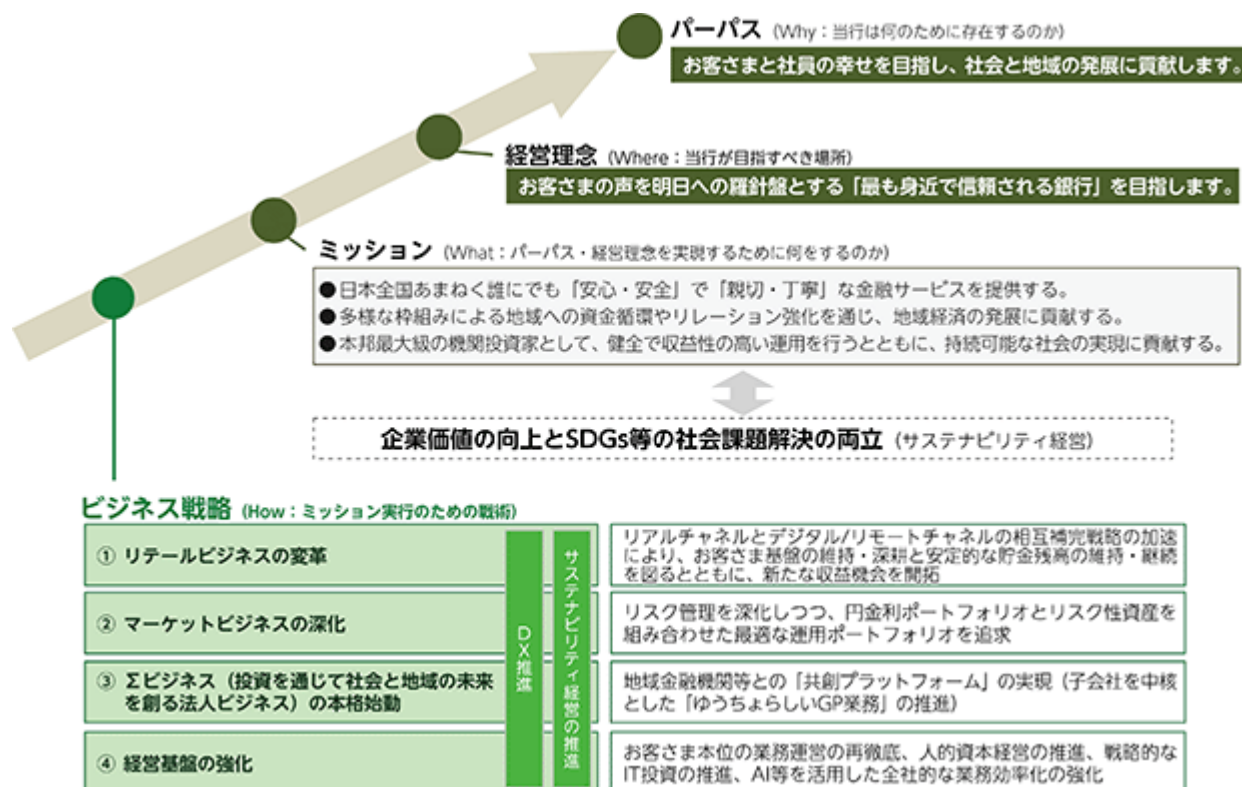 パーパス (Why:当行は何のために存在するのか)
お客さまと社員の幸せを目指し、社会と地域の発展に貢献します。
経営理念 (Where:当行が目指すべき場所)
お客さまの声を明日への羅針盤とする「最も身近で信頼される銀行」を目指します。
ミッション (What:パーパス・経営理念を実現するために何をするのか)
●日本全国あまねく誰にでも「安心・安全」で「親切・丁寧」な金融サービスを提供する。
●多様な枠組みによる地域への資金循環やリレーション強化を通じ、地域経済の発展に貢献する。
●本邦最大級の機関投資家として、健全で収益性の高い運用を行うとともに、持続可能な社会の実現に貢献する。
企業価値の向上とSDGs等の社会課題解決の両立 (サステナビリティ経営)
ビジネス戦略 (How:ミッション実行のための戦術)
① リテールビジネスの変革
リアルチャネルとデジタル/リモートチャネルの相互補完戦略の加速
により、お客さま基盤の維持・深耕と安定的な貯金残高の維持・継続
を図るとともに、新たな収益機会を開拓
② マーケットビジネスの深化
リスク管理を深化しつつ、円金利ポートフォリオとリスク性資産を
組み合わせた最適な運用ポートフォリオを追求
③ Σビジネス（投資を通じて社会と地域の未来
を創る法人ビジネス）の本格始動
地域金融機関等との「共創プラットフォーム」の実現（子会社を中核
とした「ゆうちょらしいGP業務」の推進）
④ 経営基盤の強化
お客さま本位の業務運営の再徹底、人的資本経営の推進、戦略的な
IT投資の推進、AI等を活用した全社的な業務効率化の強化
DX推進
サステナビリティ経営の推進